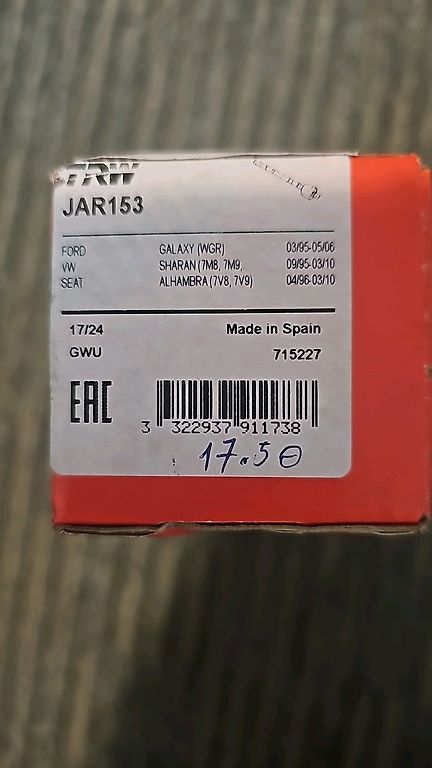 TRW
JAR153
FORD GALAXY (WGR) 03/95-05/06
VW SHARAN (7M8, 7M9, 09/95-03/10
SEAT ALHAMBRA (7V8, 7V9) 04/96-03/10
17/24 Made in Spain
GWU 715227
EAC
3 322937 911738
17.50